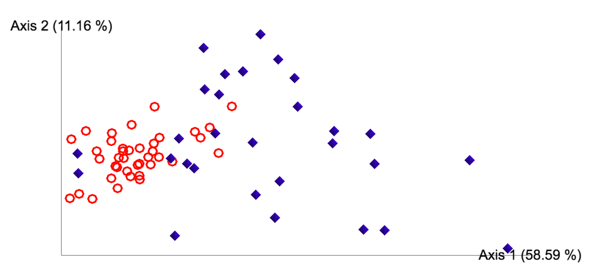 Axis 2 (11.16 %)
Axis 1 (58.59 %)